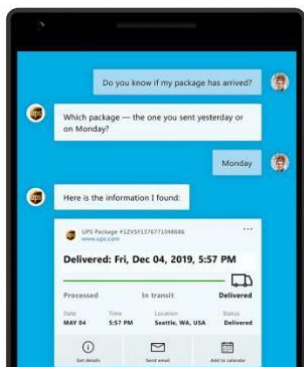 Do you know if my package has arrived?
ups
Which package — the one you sent yesterday or
on Monday?
Monday
ups
Here is the information I found:
www.ups.com
Delivered: Fri, Dec 04, 2019, 5:57 PM
Processed In transit Delivered
Date Time Location Status
MAY 04 5:57 PM Seattle, WA, USA Delivered
Get details Send email Add to calendar